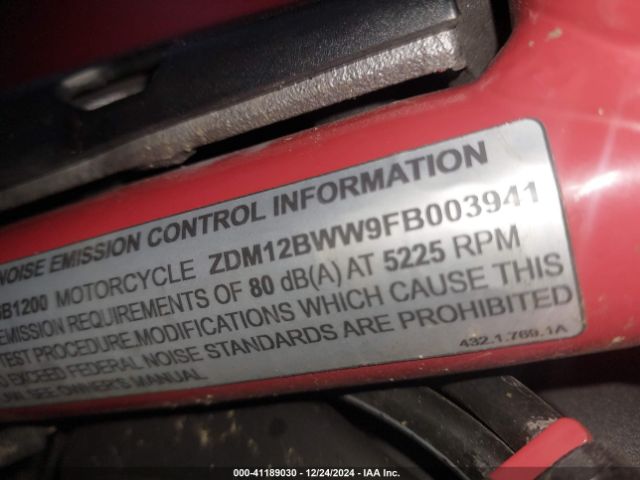 NOISE EMISSION CONTROL INFORMATION
B1200 MOTORCYCLE ZDM12BWW9FB003941
EMISSION REQUIREMENTS OF 80 dB(A) AT 5225 RPM
TEST PROCEDURE.MODIFICATIONS WHICH CAUSE THIS
O EXCEED FEDERAL NOISE STANDARDS ARE PROHIBITED
LAW. SEE OWNER'S MANUAL.
432.1.769.1A
000-41189030 - 12/24/2024 - IAA Inc.